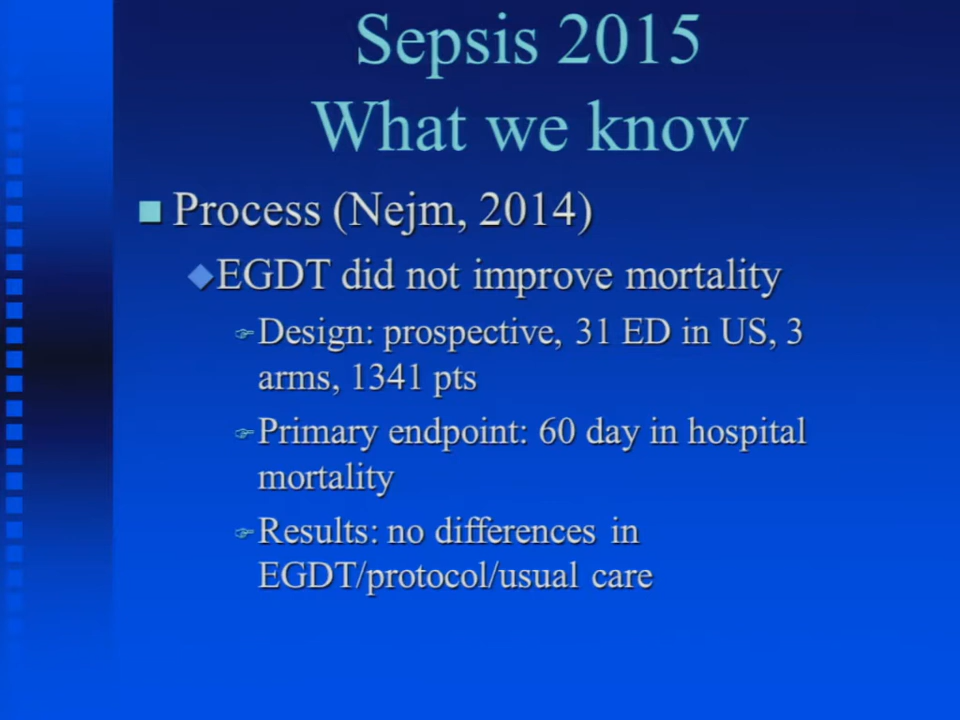 Sepsis 2015
What we know
Process (Nejm, 2014)
EGDT did not improve mortality
Design: prospective, 31 ED in US, 3
arms, 1341 pts
Primary endpoint: 60 day in hospital
mortality
Results: no differences in
EGDT/protocol/usual care